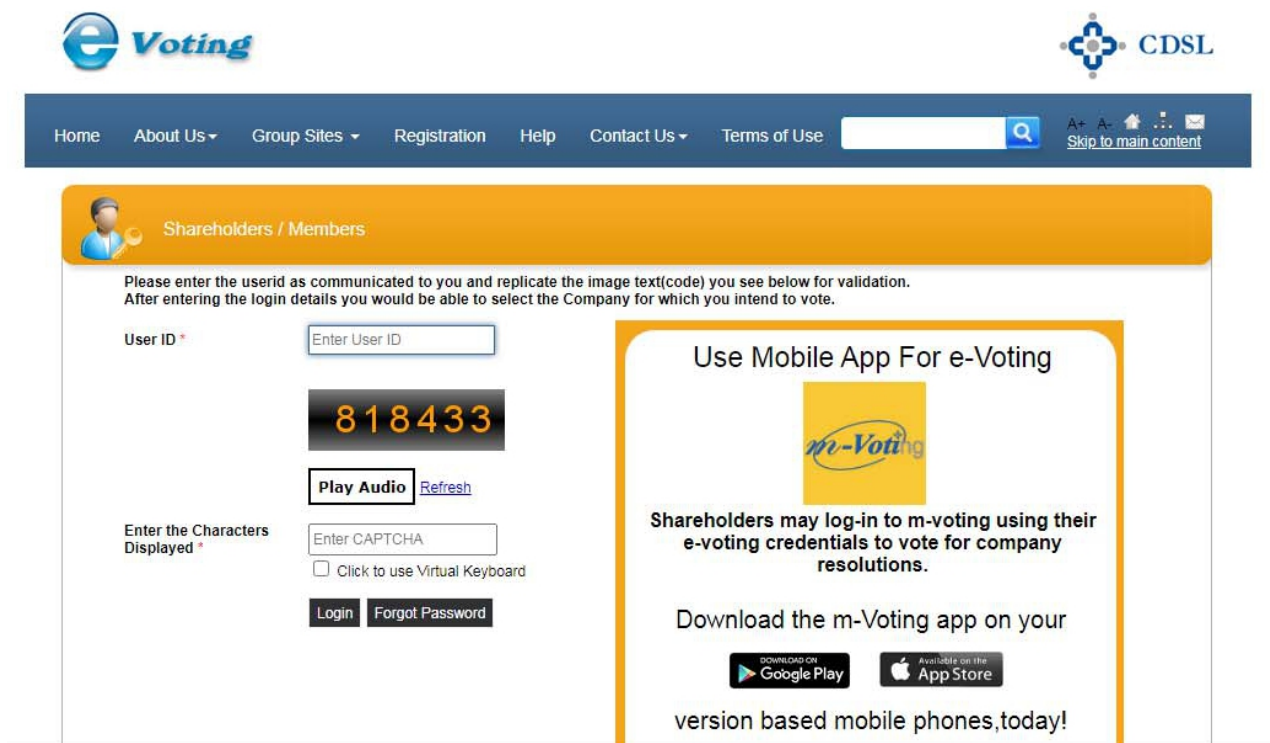 e Voting
CDSL
Home About Us Group Sites Registration Help Contact Us Terms of Use
A+ A-
Skip to main content
Shareholders / Members
Please enter the userid as communicated to you and replicate the image text(code) you see below for validation.
After entering the login details you would be able to select the Company for which you intend to vote.
User ID *
Enter User ID
818433
Play Audio Refresh
Enter the Characters
Displayed *
Enter CAPTCHA
Click to use Virtual Keyboard
Login Forgot Password
Use Mobile App For e-Voting
m-Voting
Shareholders may log-in to m-voting using their
e-voting credentials to vote for company
resolutions.
Download the m-Voting app on your
DOWNLOAD ON
Google Play
Available on the
App Store
version based mobile phones,today!